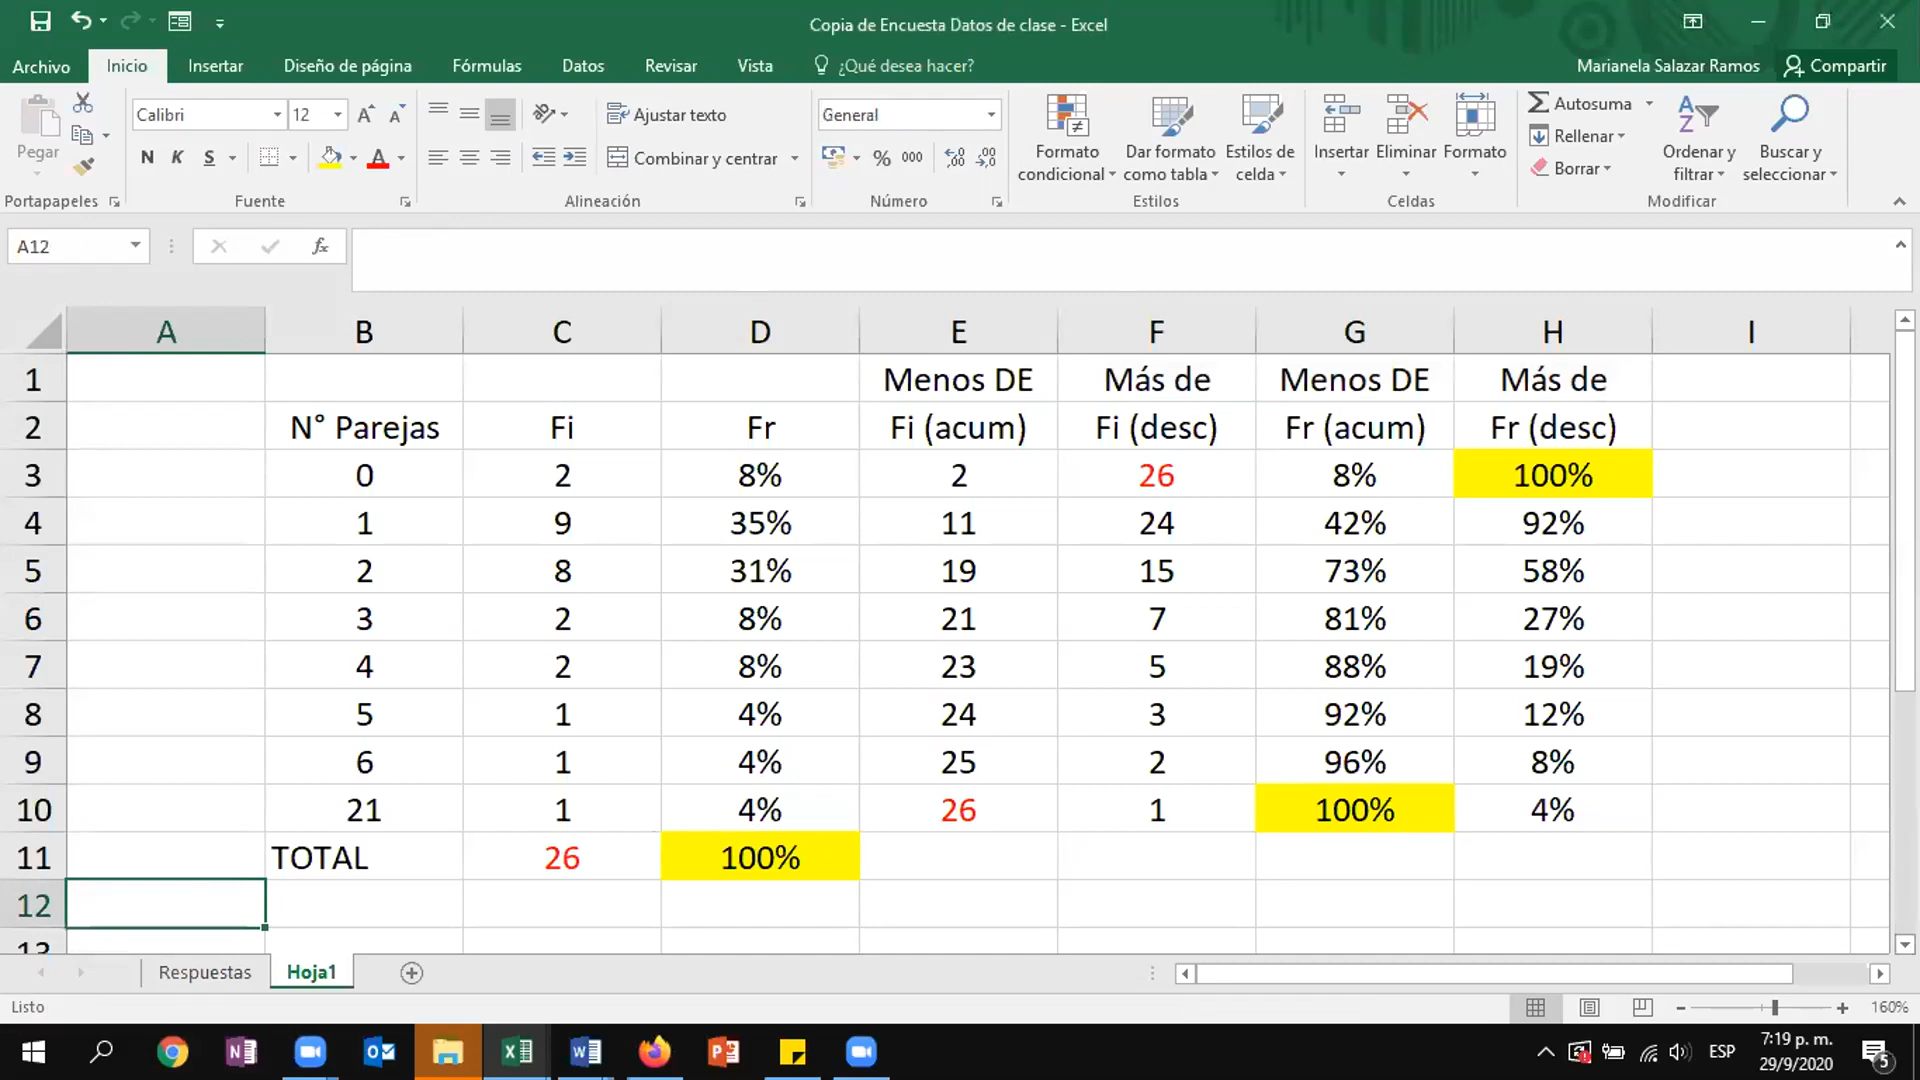 Copia de Encuesta Datos de clase - Excel
Archivo Inicio Insertar Diseño de página Fórmulas Datos Revisar Vista ¿Qué desea hacer? Marianela Salazar Ramos Compartir
Pegar
Portapapeles
Calibri 12
N K S
Fuente
Ajustar texto
Combinar y centrar
Alineación
General
% 000
Número
Formato condicional
Dar formato como tabla
Estilos de celda
Estilos
Insertar Eliminar Formato
Celdas
Autosuma
Rellenar
Borrar
Ordenar y filtrar
Buscar y seleccionar
Modificar
A12 fx
A B C D E F G H I
1 Menos DE Más de Menos DE Más de
2 N° Parejas Fi Fr Fi (acum) Fi (desc) Fr (acum) Fr (desc)
3 0 2 8% 2 26 8% 100%
4 1 9 35% 11 24 42% 92%
5 2 8 31% 19 15 73% 58%
6 3 2 8% 21 7 81% 27%
7 4 2 8% 23 5 88% 19%
8 5 1 4% 24 3 92% 12%
9 6 1 4% 25 2 96% 8%
10 21 1 4% 26 1 100% 4%
11 TOTAL 26 100%
12
13
Respuestas Hoja1
Listo 160%
ESP 7:19 p. m.
29/9/2020 5